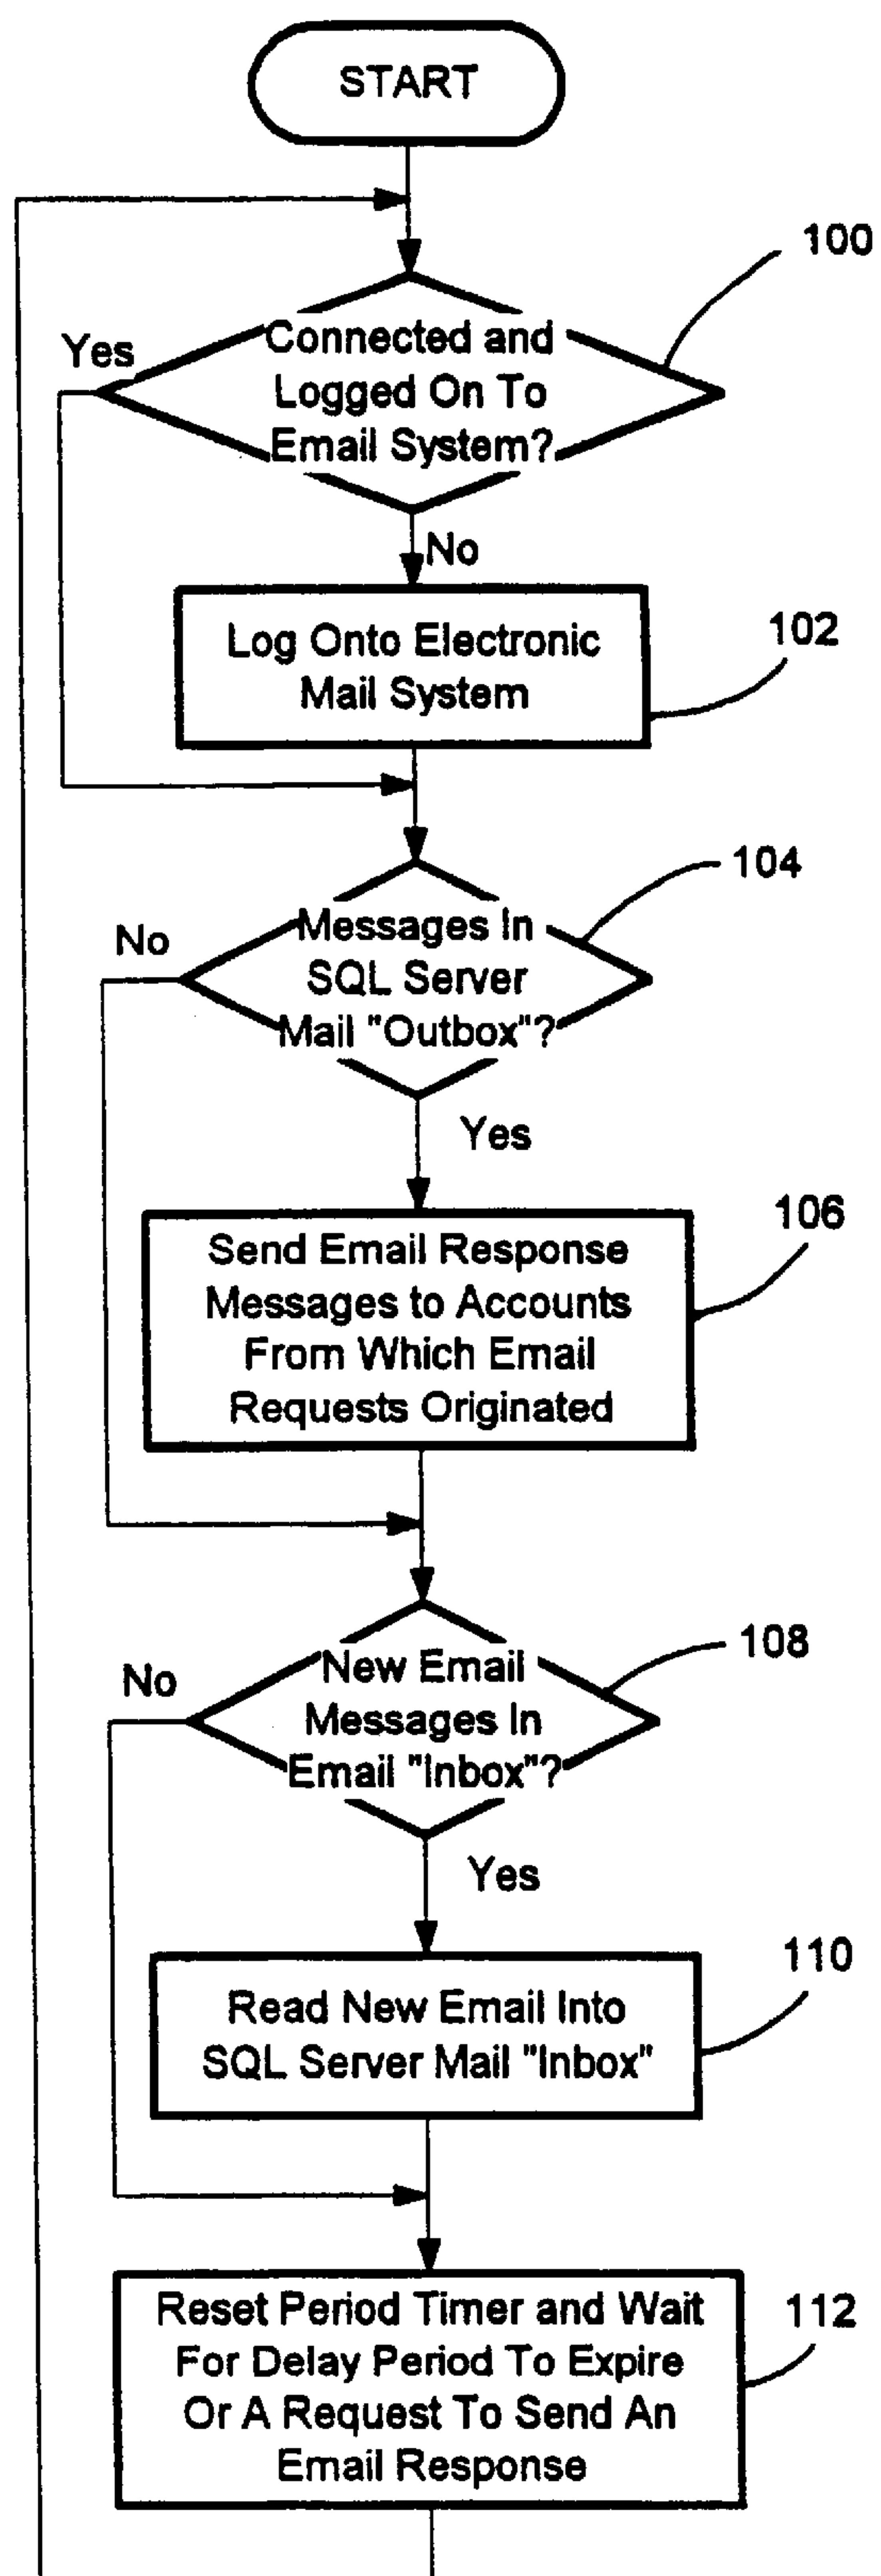 START
100
Yes
Connected and
Logged On To
Email System?
No
Log Onto Electronic
Mail System
102
104
No
Messages In
SQL Server
Mail "Outbox"?
Yes
106
Send Email Response
Messages to Accounts
From Which Email
Requests Originated
108
No
New Email
Messages In
Email "Inbox"?
Yes
110
Read New Email Into
SQL Server Mail "Inbox"
112
Reset Period Timer and Wait
For Delay Period To Expire
Or A Request To Send An
Email Response